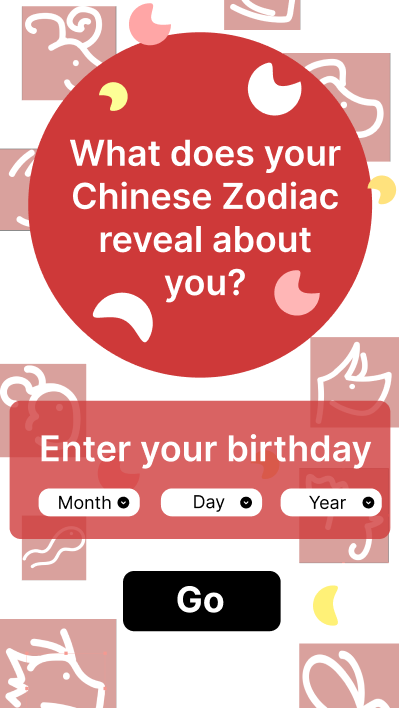 What does your
Chinese Zodiac
reveal about
you?
Enter your birthday
Month Day Year
Go